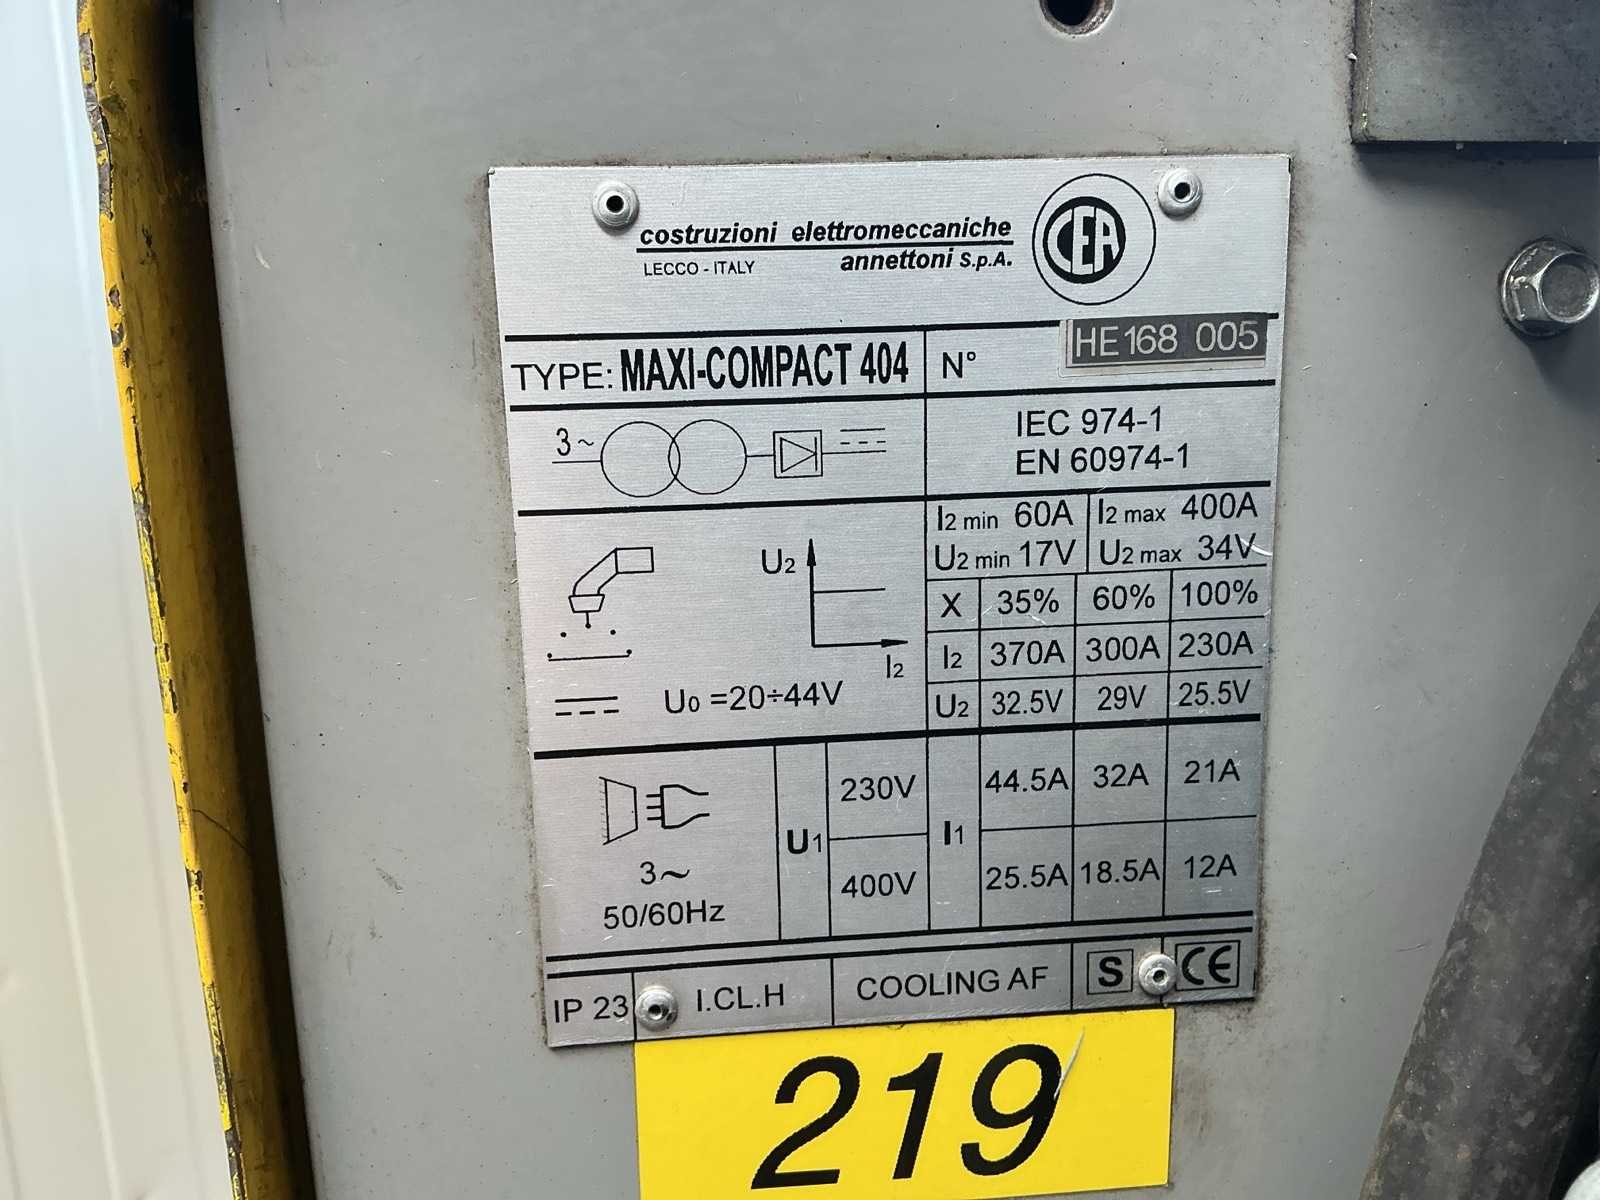 costruzioni elettromeccaniche
LECCO - ITALY annettoni S.p.A.
CEA
TYPE: MAXI-COMPACT 404 N° HE168 005
3~
IEC 974-1
EN 60974-1
I2 min 60A I2 max 400A
U2 min 17V U2 max 34V
U2
I2
U0 =20÷44V
X 35% 60% 100%
I2 370A 300A 230A
U2 32.5V 29V 25.5V
3~
50/60Hz
U1 230V I1 44.5A 32A 21A
400V 25.5A 18.5A 12A
IP 23 I.CL.H COOLING AF S CE
219